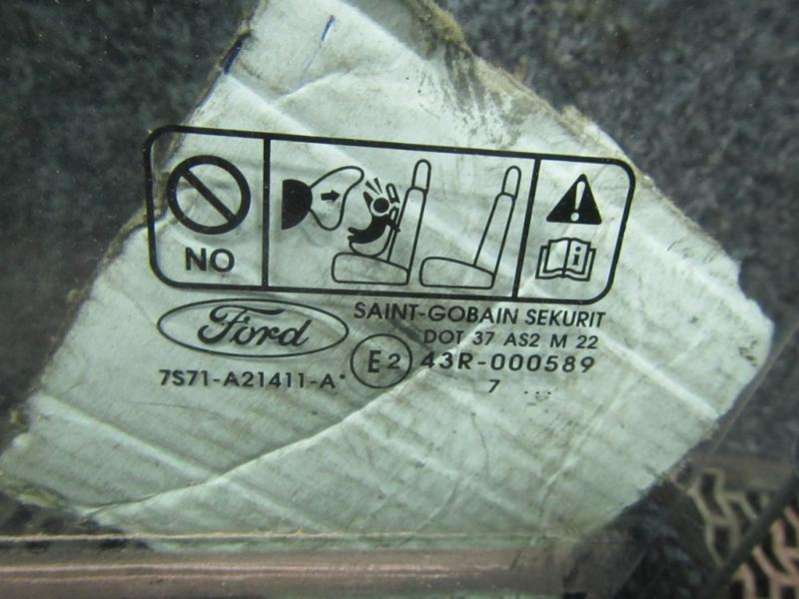 NO
Ford
SAINT-GOBAIN SEKURIT
DOT 37 AS2 M 22
E2 43R-000589
7S71-A21411-A*
7 ...